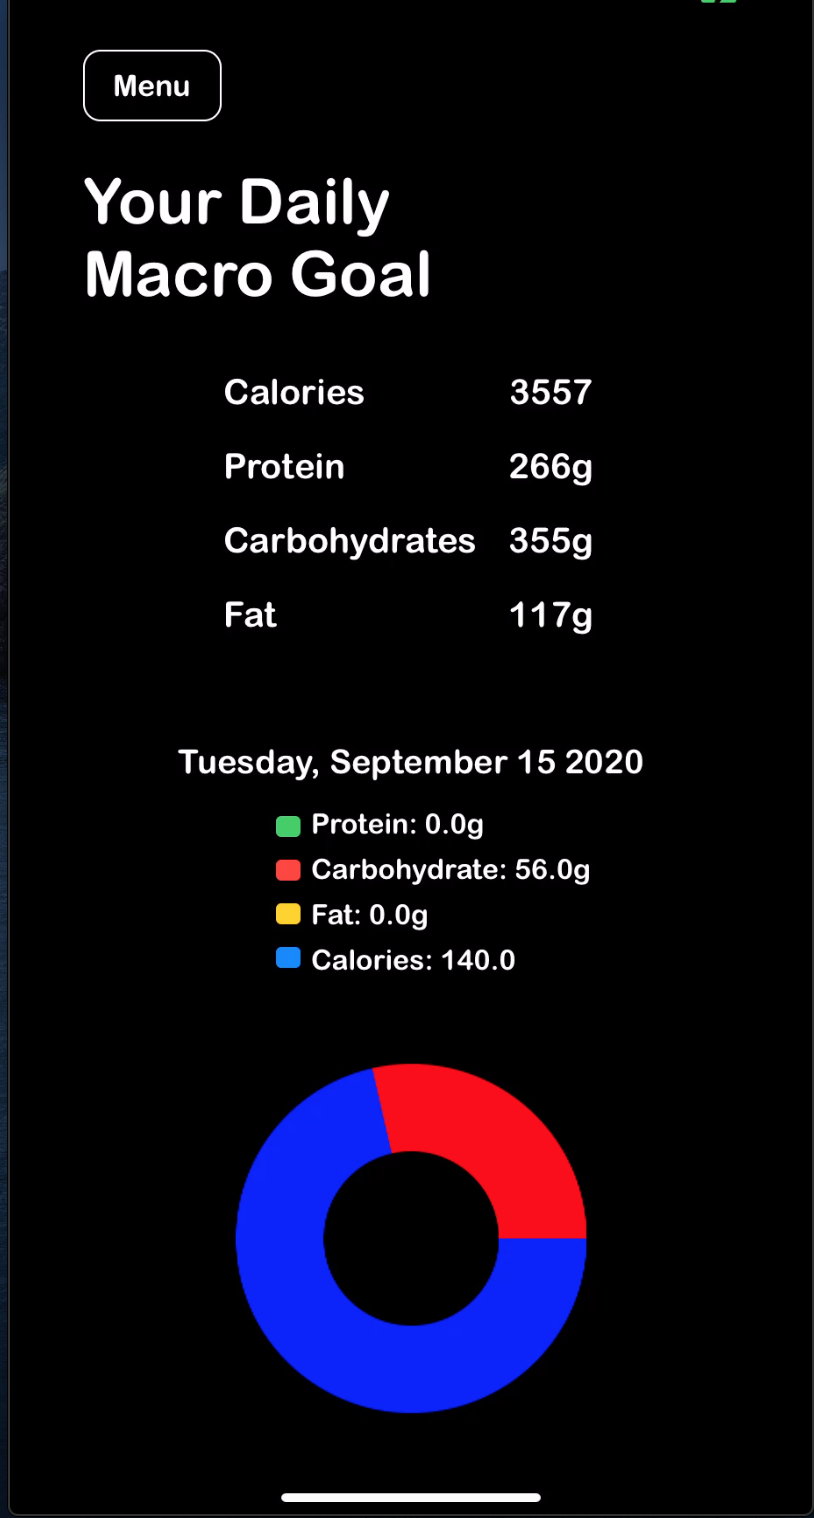 Menu
Your Daily
Macro Goal
Calories 3557
Protein 266g
Carbohydrates 355g
Fat 117g
Tuesday, September 15 2020
Protein: 0.0g
Carbohydrate: 56.0g
Fat: 0.0g
Calories: 140.0